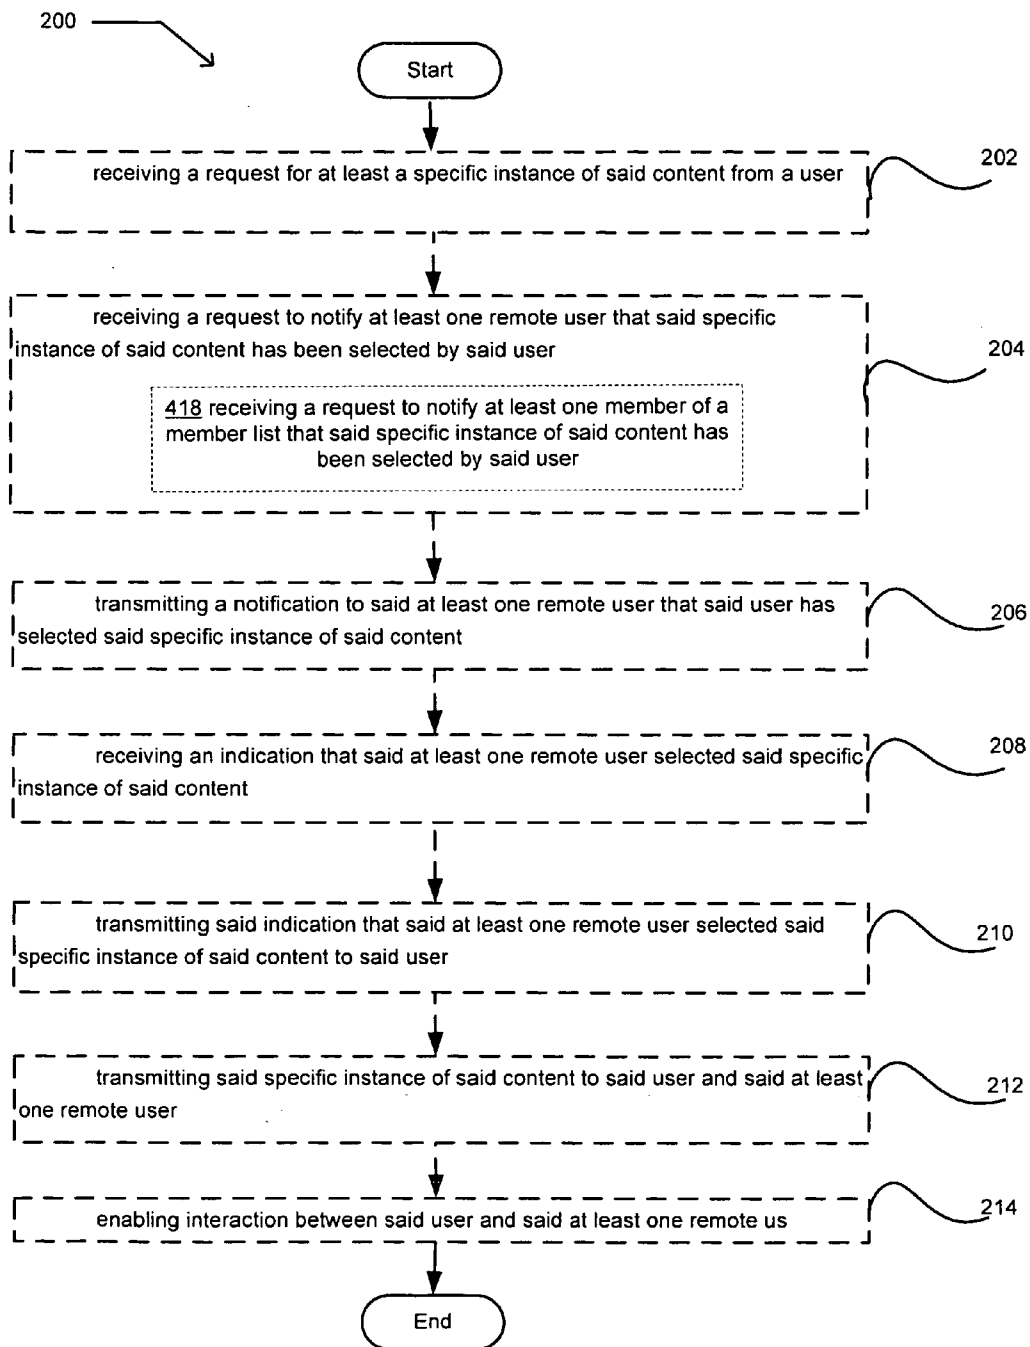 200
Start
receiving a request for at least a specific instance of said content from a user
202
receiving a request to notify at least one remote user that said specific
instance of said content has been selected by said user
204
418 receiving a request to notify at least one member of a
member list that said specific instance of said content has
been selected by said user
transmitting a notification to said at least one remote user that said user has
selected said specific instance of said content
206
receiving an indication that said at least one remote user selected said specific
instance of said content
208
transmitting said indication that said at least one remote user selected said
specific instance of said content to said user
210
transmitting said specific instance of said content to said user and said at least
one remote user
212
enabling interaction between said user and said at least one remote us
214
End